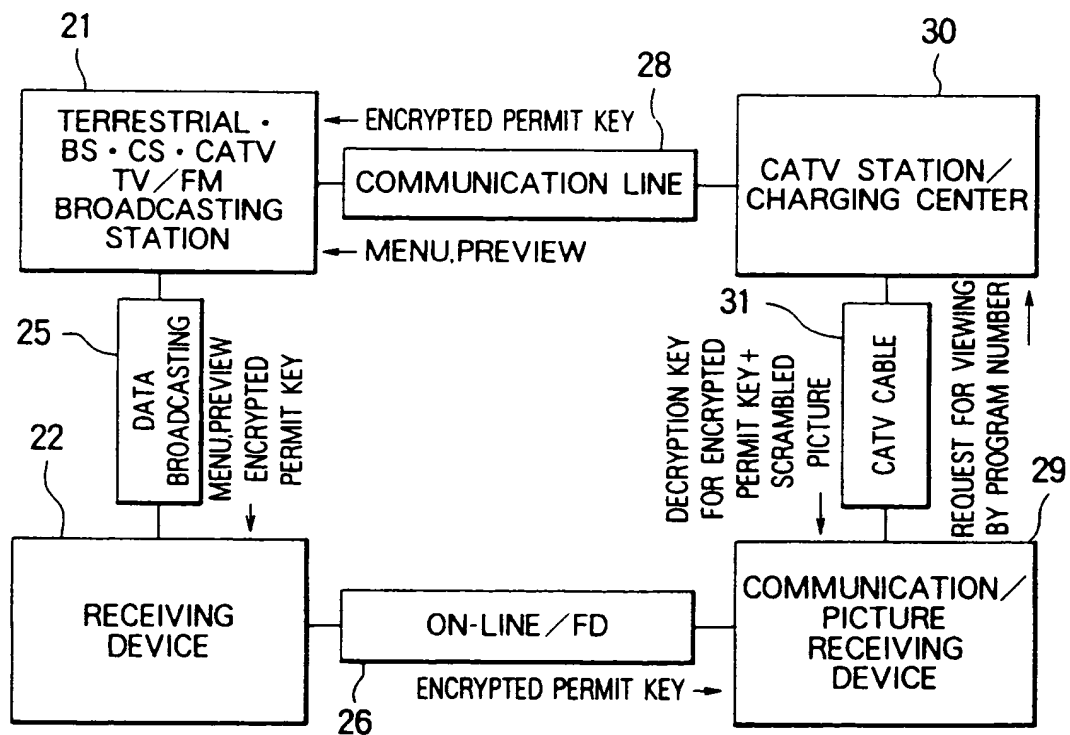 21
TERRESTRIAL・
BS・CS・CATV
TV/FM
BROADCASTING
STATION
← ENCRYPTED PERMIT KEY
28
COMMUNICATION LINE
← MENU,PREVIEW
30
CATV STATION/
CHARGING CENTER
25
DATA
BROADCASTING
MENU,PREVIEW
ENCRYPTED
PERMIT KEY
DECRYPTION KEY
FOR ENCRYPTED
PERMIT KEY+
SCRAMBLED
PICTURE
31
CATV CABLE
REQUEST FOR VIEWING
BY PROGRAM NUMBER
22
RECEIVING
DEVICE
ON-LINE/FD
26
ENCRYPTED PERMIT KEY →
29
COMMUNICATION/
PICTURE
RECEIVING
DEVICE